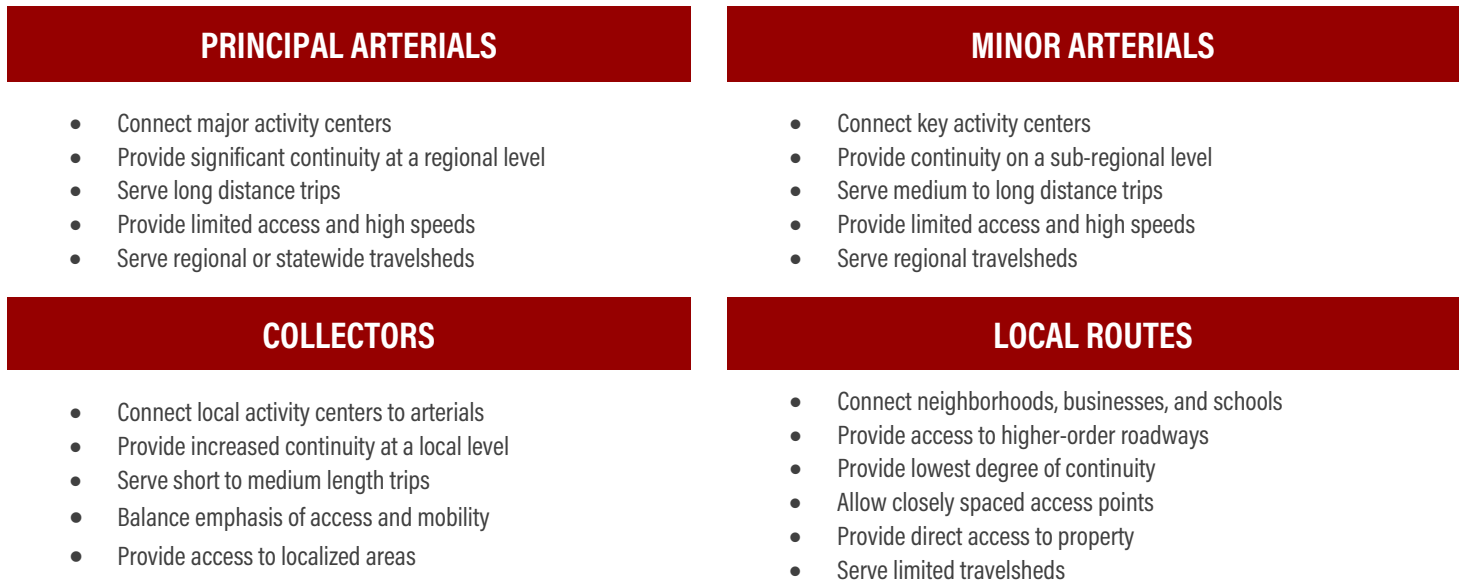 PRINCIPAL ARTERIALS
• Connect major activity centers
• Provide significant continuity at a regional level
• Serve long distance trips
• Provide limited access and high speeds
• Serve regional or statewide travelsheds
MINOR ARTERIALS
• Connect key activity centers
• Provide continuity on a sub-regional level
• Serve medium to long distance trips
• Provide limited access and high speeds
• Serve regional travelsheds
COLLECTORS
• Connect local activity centers to arterials
• Provide increased continuity at a local level
• Serve short to medium length trips
• Balance emphasis of access and mobility
• Provide access to localized areas
LOCAL ROUTES
• Connect neighborhoods, businesses, and schools
• Provide access to higher-order roadways
• Provide lowest degree of continuity
• Allow closely spaced access points
• Provide direct access to property
• Serve limited travelsheds